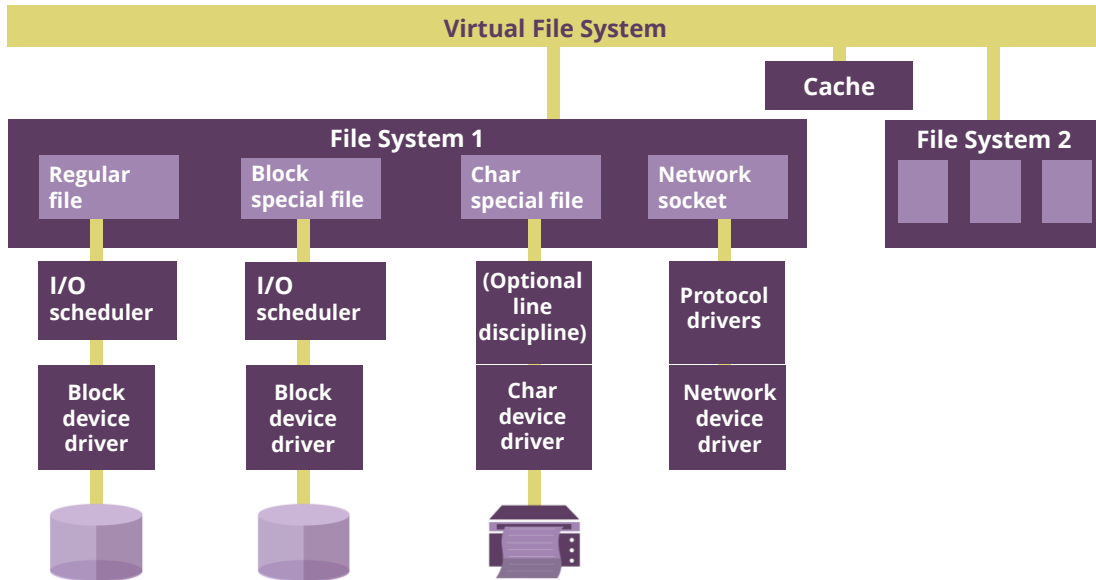 Virtual File System
Cache
File System 1
File System 2
Regular
file
Block
special file
Char
special file
Network
socket
I/O
scheduler
I/O
scheduler
(Optional
line
discipline)
Protocol
drivers
Block
device
driver
Block
device
driver
Char
device
driver
Network
device
driver